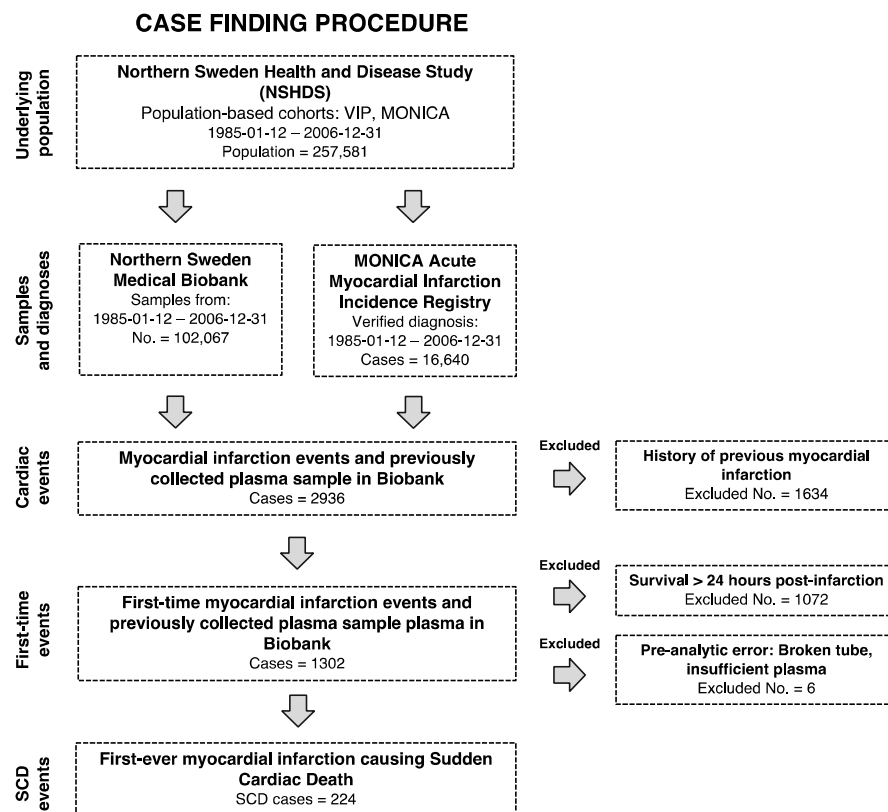 CASE FINDING PROCEDURE
Underlying
population
Northern Sweden Health and Disease Study
(NSHDS)
Population-based cohorts: VIP, MONICA
1985-01-12 – 2006-12-31
Population = 257,581
Samples
and diagnoses
Northern Sweden
Medical Biobank
Samples from:
1985-01-12 – 2006-12-31
No. = 102,067
MONICA Acute
Myocardial Infarction
Incidence Registry
Verified diagnosis:
1985-01-12 – 2006-12-31
Cases = 16,640
Cardiac
events
Myocardial infarction events and previously
collected plasma sample in Biobank
Cases = 2936
Excluded
History of previous myocardial
infarction
Excluded No. = 1634
First-time
events
First-time myocardial infarction events and
previously collected plasma sample plasma in
Biobank
Cases = 1302
Excluded
Survival > 24 hours post-infarction
Excluded No. = 1072
Excluded
Pre-analytic error: Broken tube,
insufficient plasma
Excluded No. = 6
SCD
events
First-ever myocardial infarction causing Sudden
Cardiac Death
SCD cases = 224